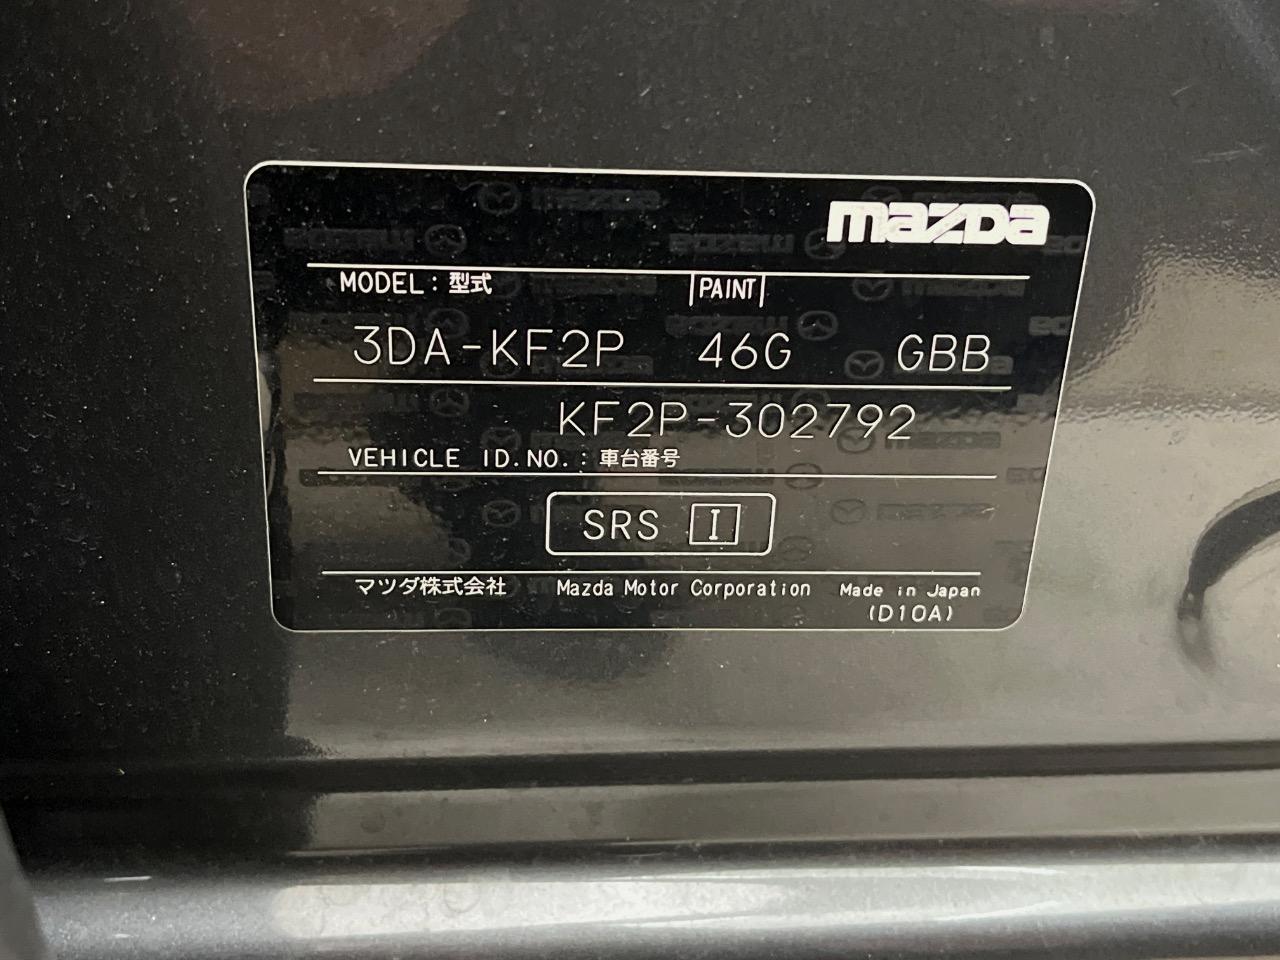 mazDa
MODEL：型式 PAINT
3DA-KF2P 46G GBB
KF2P-302792
VEHICLE ID.NO.：車台番号
SRS I
マツダ株式会社 Mazda Motor Corporation Made in Japan
(D10A)